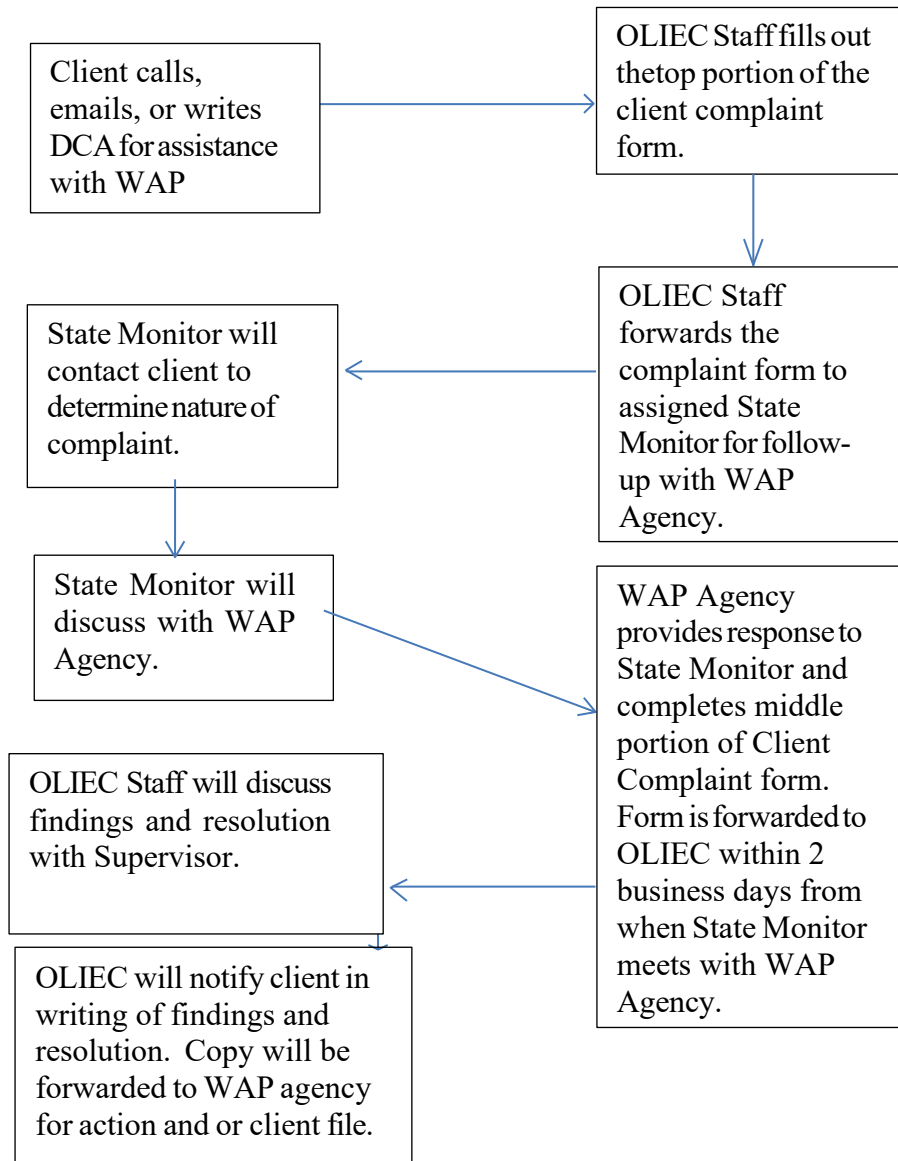 Client calls,
emails, or writes
DCA for assistance
with WAP
OLIEC Staff fills out
thetop portion of the
client complaint
form.
OLIEC Staff
forwards the
complaint form to
assigned State
Monitor for follow-
up with WAP
Agency.
State Monitor will
contact client to
determine nature of
complaint.
State Monitor will
discuss with WAP
Agency.
WAP Agency
provides response to
State Monitor and
completes middle
portion of Client
Complaint form.
Form is forwarded to
OLIEC within 2
business days from
when State Monitor
meets with WAP
Agency.
OLIEC Staff will discuss
findings and resolution
with Supervisor.
OLIEC will notify client in
writing of findings and
resolution.  Copy will be
forwarded to WAP agency
for action and or client file.